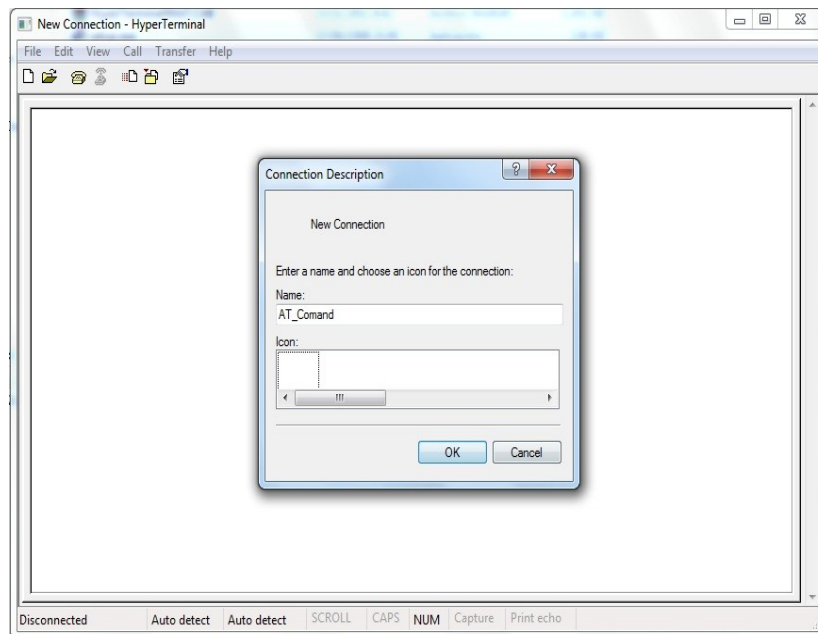 New Connection - HyperTerminal
File Edit View Call Transfer Help
Connection Description
New Connection
Enter a name and choose an icon for the connection:
Name:
AT_Comand
Icon:
OK Cancel
Disconnected Auto detect Auto detect SCROLL CAPS NUM Capture Print echo